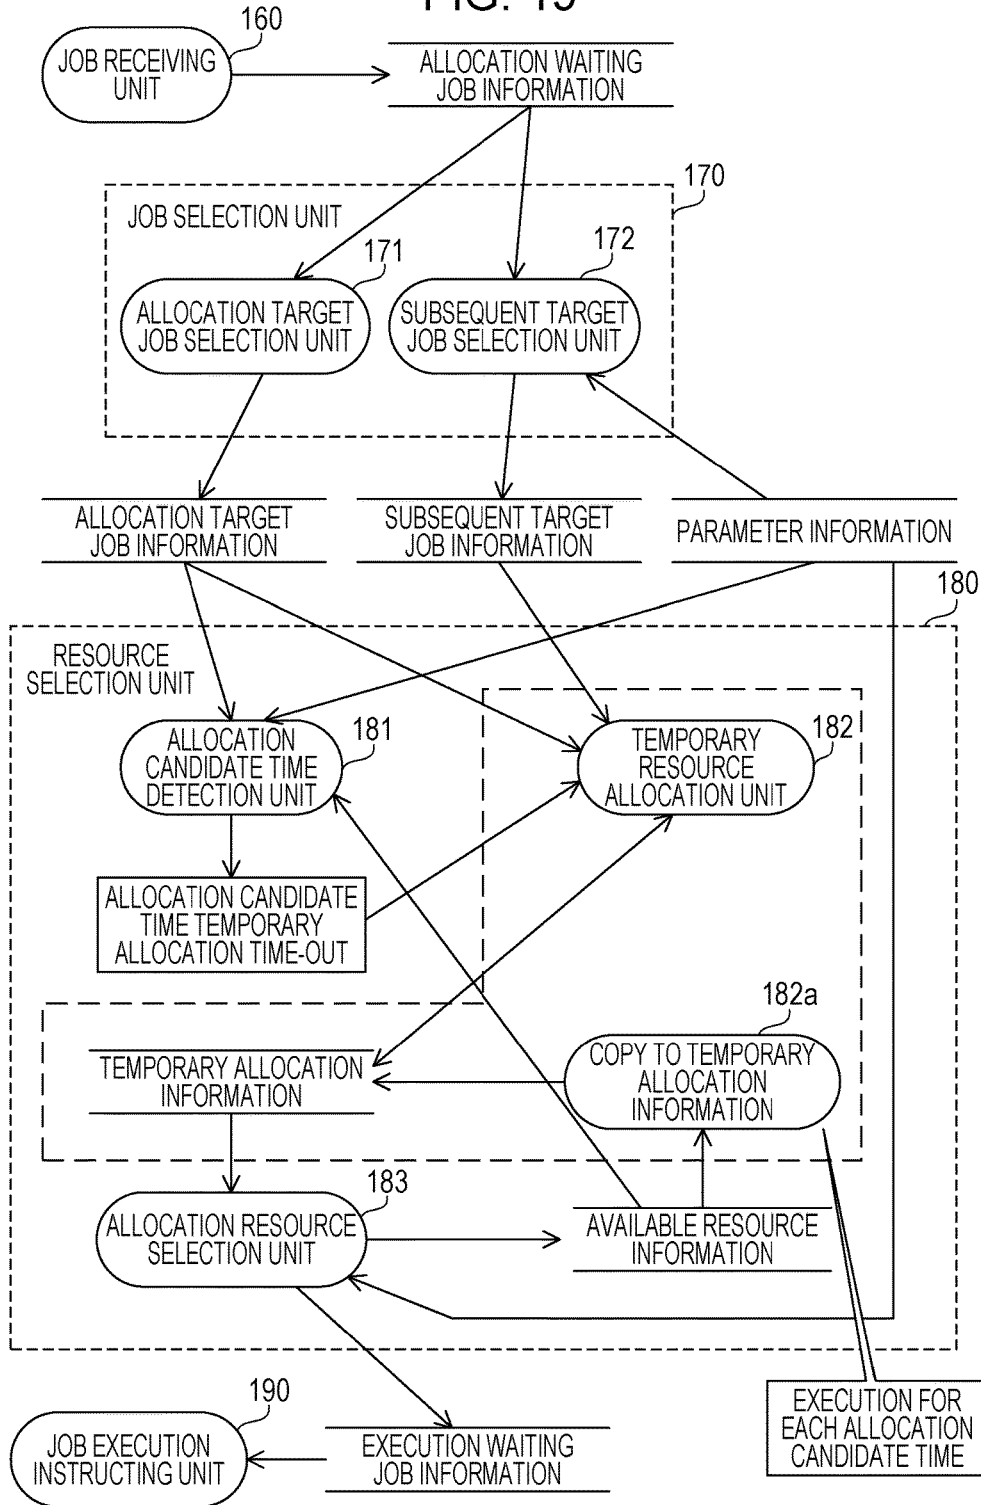 FIG. 19
160
JOB RECEIVING
UNIT
ALLOCATION WAITING
JOB INFORMATION
170
JOB SELECTION UNIT
171
172
ALLOCATION TARGET
JOB SELECTION UNIT
SUBSEQUENT TARGET
JOB SELECTION UNIT
ALLOCATION TARGET
JOB INFORMATION
SUBSEQUENT TARGET
JOB INFORMATION
PARAMETER INFORMATION
180
RESOURCE
SELECTION UNIT
181
ALLOCATION
CANDIDATE TIME
DETECTION UNIT
182
TEMPORARY
RESOURCE
ALLOCATION UNIT
ALLOCATION CANDIDATE
TIME TEMPORARY
ALLOCATION TIME-OUT
182a
TEMPORARY ALLOCATION
INFORMATION
COPY TO TEMPORARY
ALLOCATION
INFORMATION
183
ALLOCATION RESOURCE
SELECTION UNIT
AVAILABLE RESOURCE
INFORMATION
190
JOB EXECUTION
INSTRUCTING UNIT
EXECUTION WAITING
JOB INFORMATION
EXECUTION FOR
EACH ALLOCATION
CANDIDATE TIME